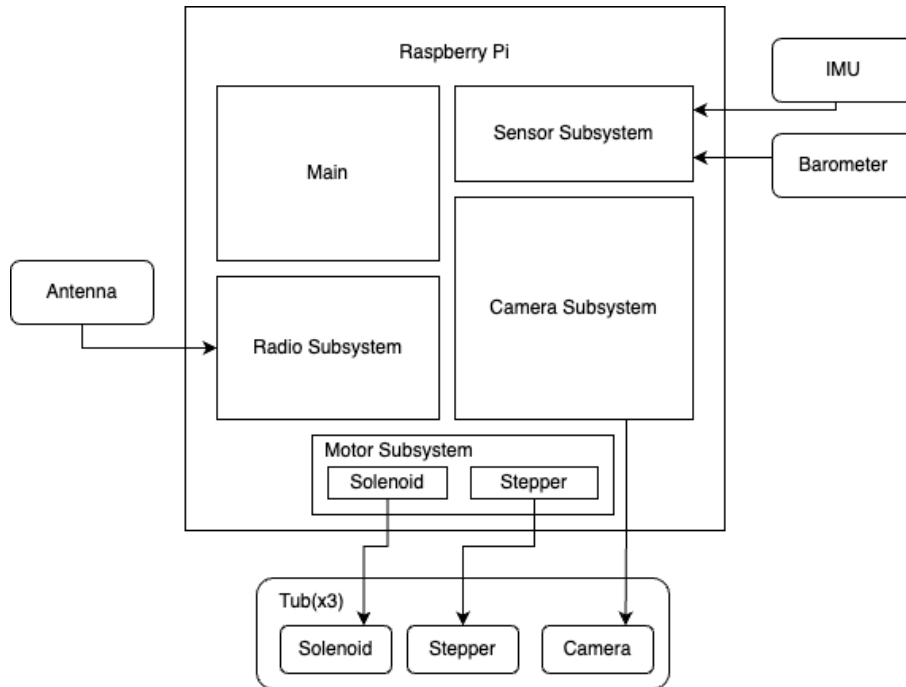 Raspberry Pi
IMU
Main
Sensor Subsystem
Barometer
Antenna
Camera Subsystem
Radio Subsystem
Motor Subsystem
Solenoid
Stepper
Tub(x3)
Solenoid
Stepper
Camera